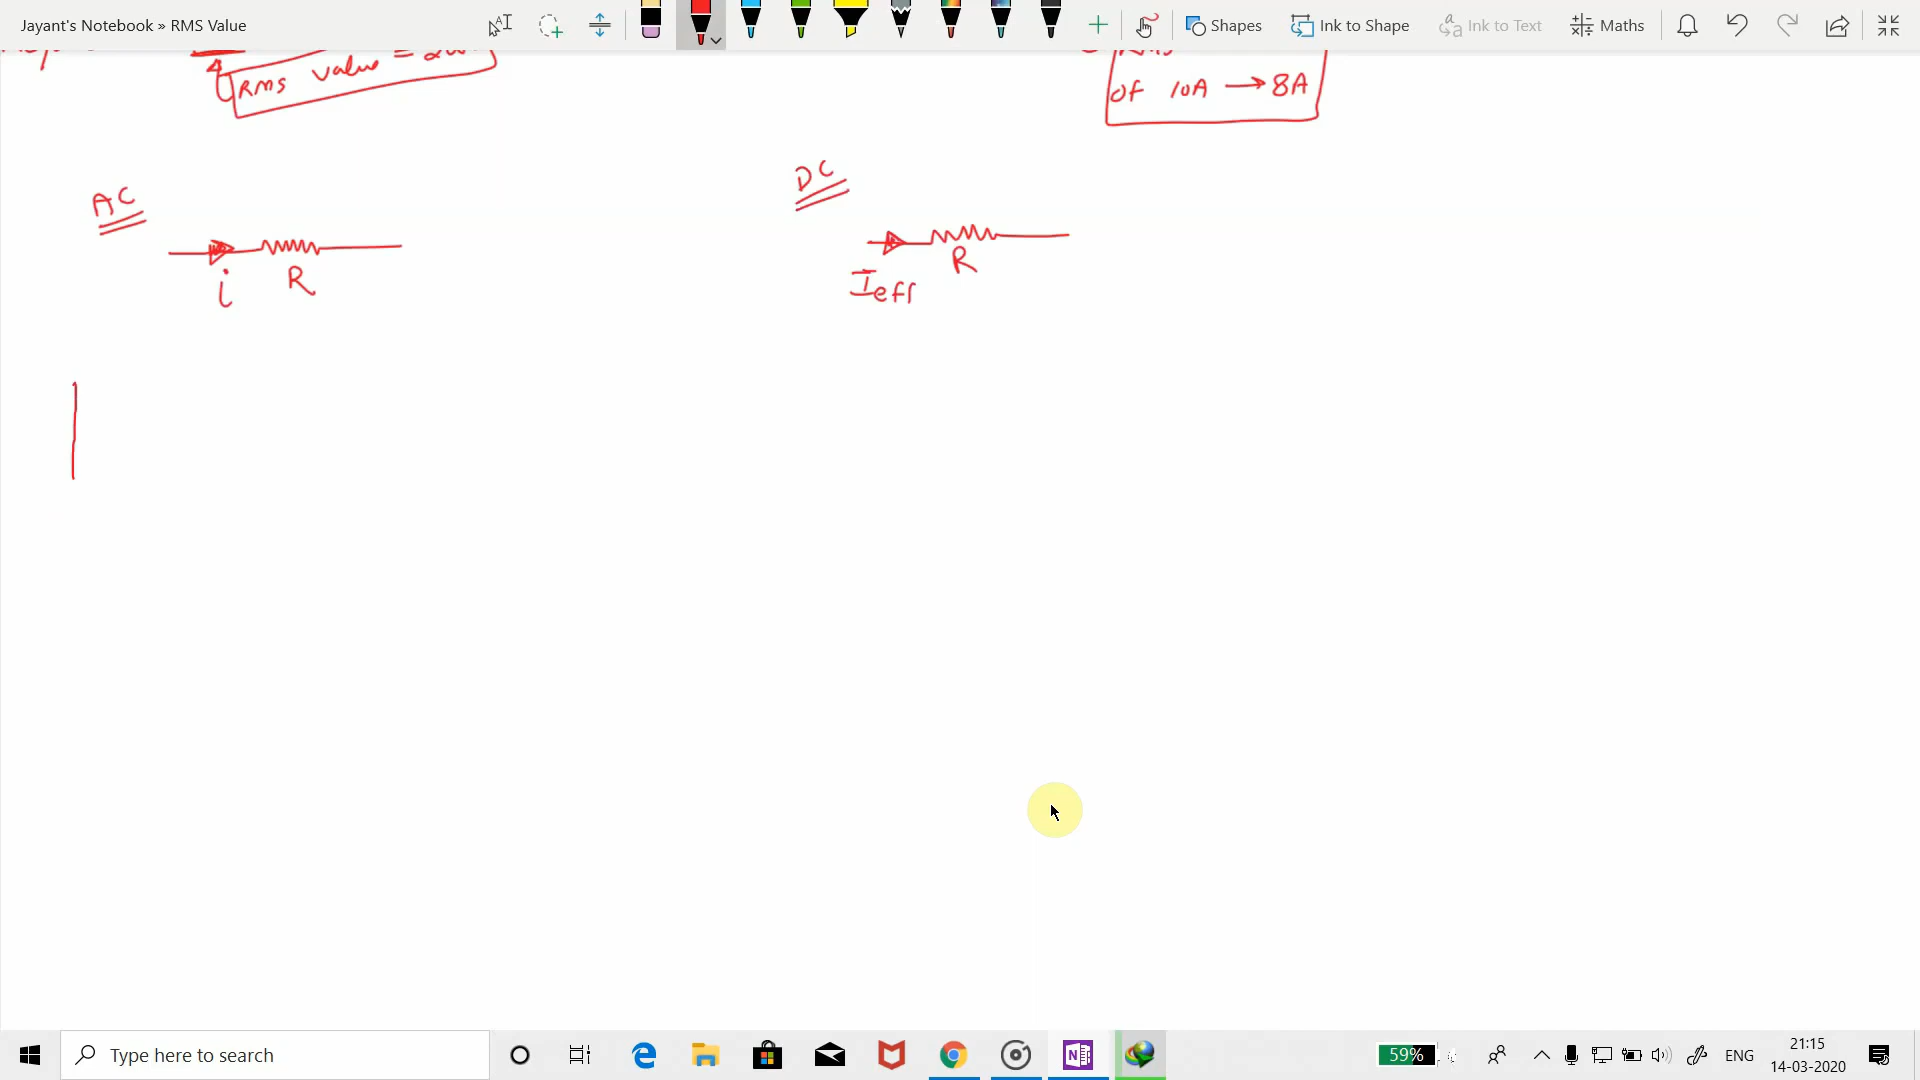 Jayant's Notebook » RMS Value
Shapes
Ink to Shape
Ink to Text
Maths
RMS value =
RMS
of 10A → 8A
AC
DC
i
R
Ieff
R
Type here to search
59%
ENG
21:15
14-03-2020